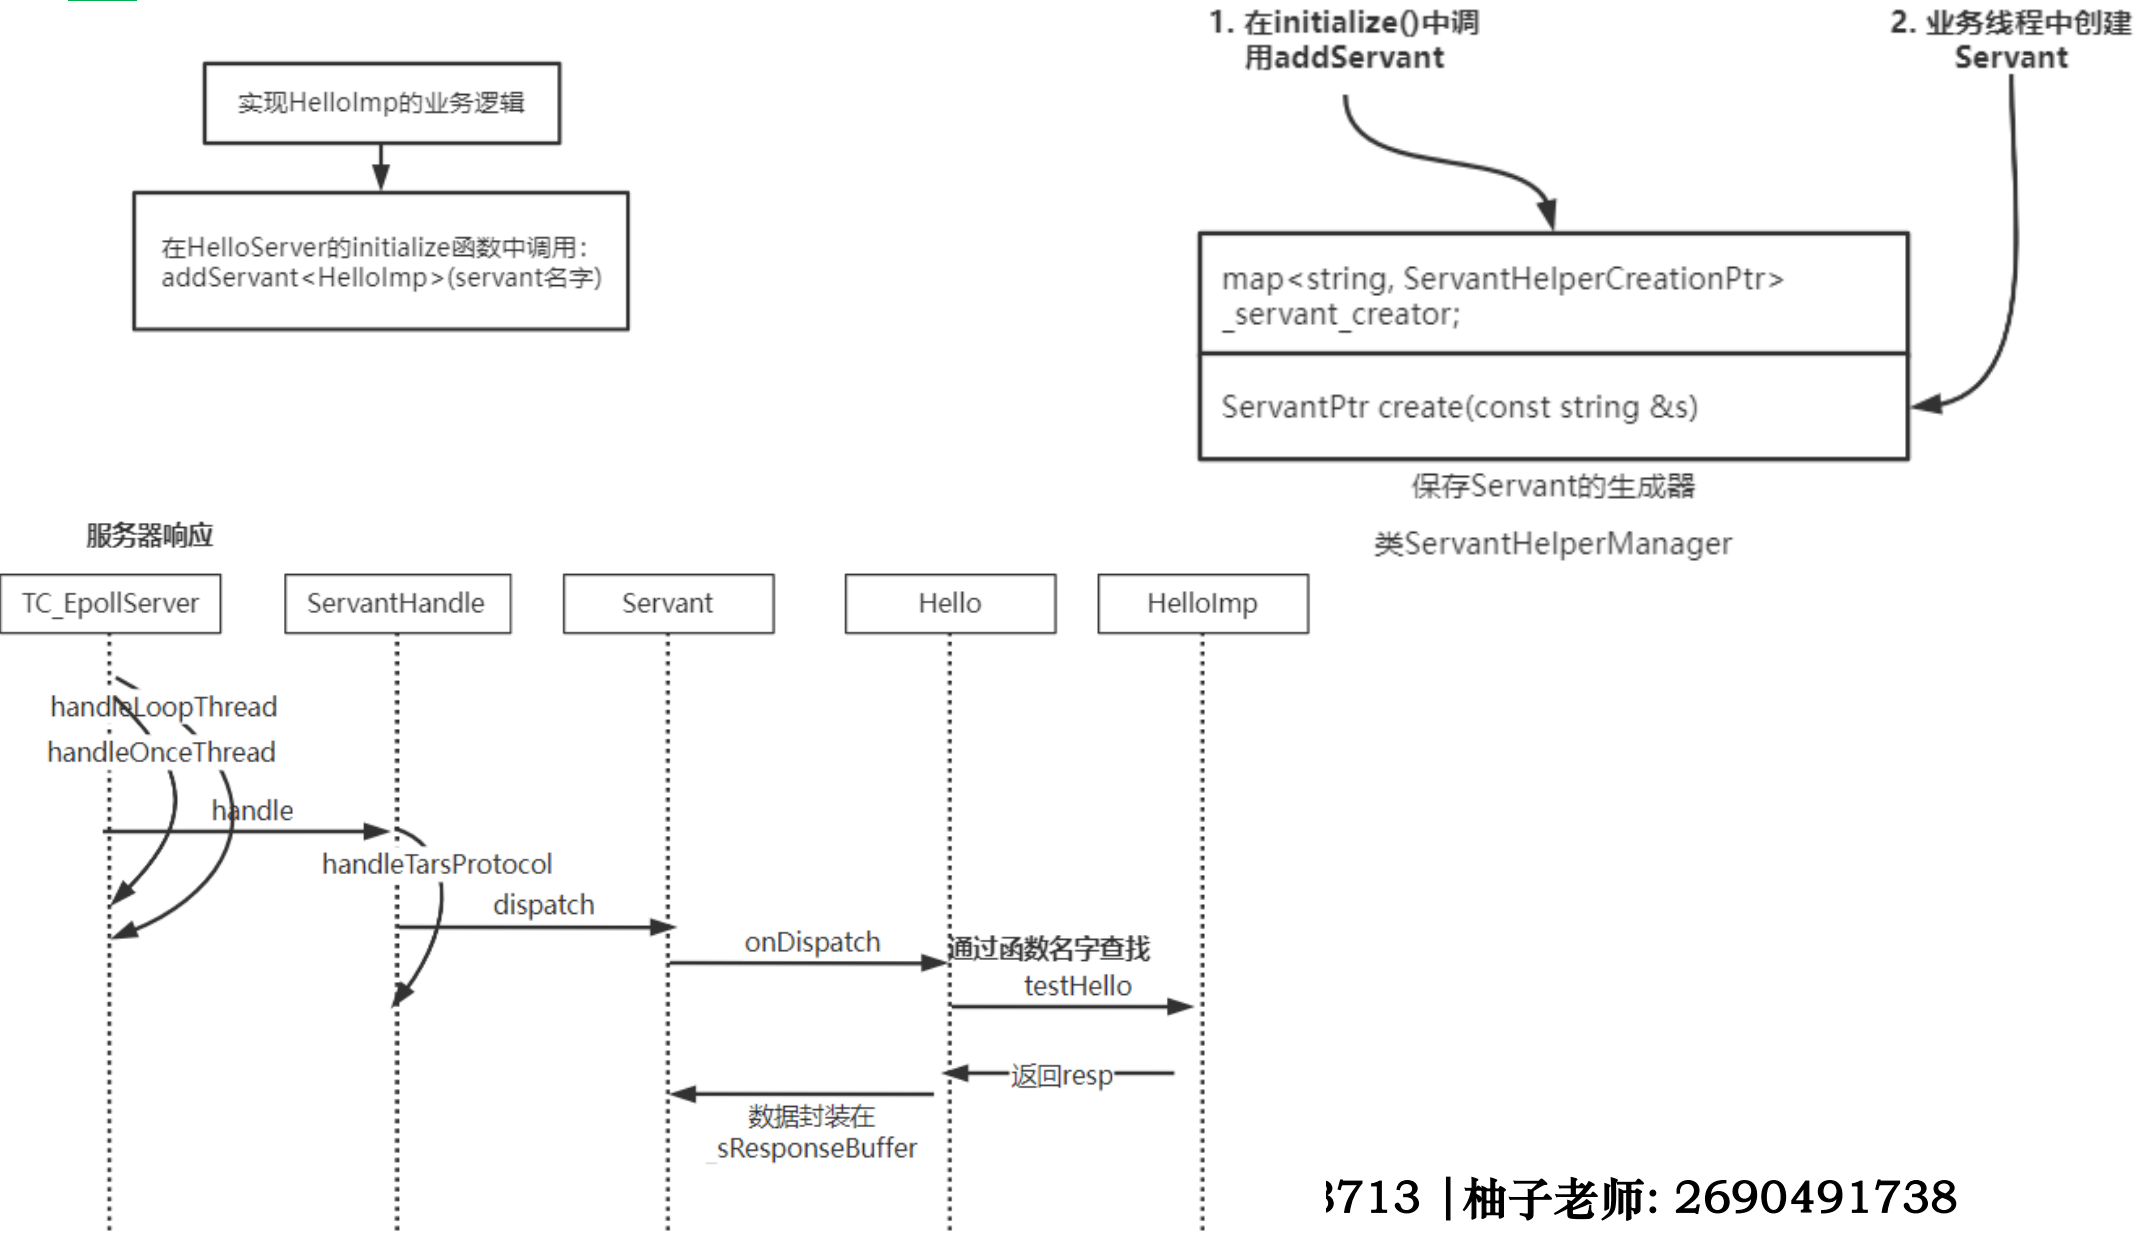 1. 在initialize()中调
用addServant
2. 业务线程中创建
Servant
实现HelloImp的业务逻辑
在HelloServer的initialize函数中调用：
addServant<HelloImp>(servant名字)
map<string, ServantHelperCreationPtr>
_servant_creator;
ServantPtr create(const string &s)
保存Servant的生成器
类ServantHelperManager
服务器响应
TC_EpollServer
ServantHandle
Servant
Hello
HelloImp
handleLoopThread
handleOnceThread
handle
handleTarsProtocol
dispatch
onDispatch
通过函数名字查找
testHello
返回resp
数据封装在
_sResponseBuffer
3713 |柚子老师: 2690491738